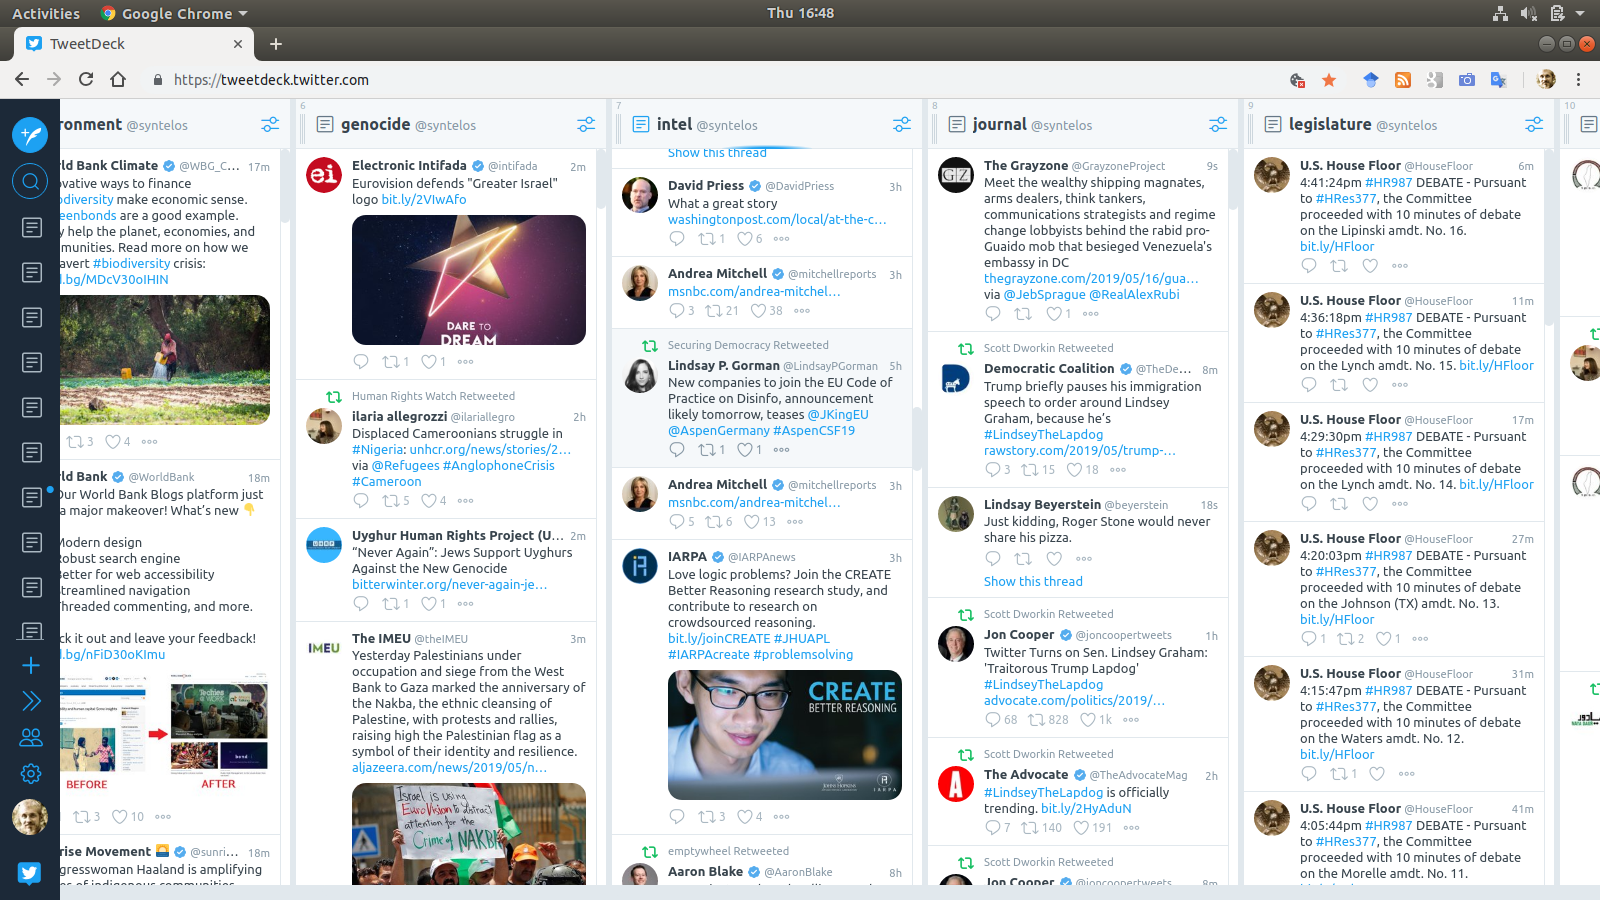 Activities
Google Chrome
Thu 16:48
TweetDeck
https://tweetdeck.twitter.com
ronment @syntelos
ld Bank Climate @WBG_C... 17m
ovative ways to finance
odiversity make economic sense.
eenbonds are a good example.
y help the planet, economies, and
munities. Read more on how we
avert #biodiversity crisis:
d.bg/MDcV30oIHIN
3 4
ld Bank @WorldBank 18m
Our World Bank Blogs platform just
a major makeover! What's new
Modern design
Robust search engine
Better for web accessibility
Streamlined navigation
Threaded commenting, and more.
ck it out and leave your feedback!
d.bg/nFiD30oKImu
BEFORE
AFTER
3 10
rise Movement @sunri... 18m
gresswoman Haaland is amplifying
6
genocide @syntelos
ei
Electronic Intifada @intifada 2m
Eurovision defends "Greater Israel"
logo bit.ly/2VIwAfo
DARE TO
DREAM
1 1
Human Rights Watch Retweeted
ilaria allegrozzi @ilariallegro 2h
Displaced Cameroonians struggle in
#Nigeria: unhcr.org/news/stories/2...
via @Refugees #AnglophoneCrisis
#Cameroon
5 4
UHRP
Uyghur Human Rights Project (U... 2m
“Never Again”: Jews Support Uyghurs
Against the New Genocide
bitterwinter.org/never-again-je...
1 1
IMEU
The IMEU @theIMEU 3m
Yesterday Palestinians under
occupation and siege from the West
Bank to Gaza marked the anniversary of
the Nakba, the ethnic cleansing of
Palestine, with protests and rallies,
raising high the Palestinian flag as a
symbol of their identity and resilience.
aljazeera.com/news/2019/05/n...
Israel is using
EuroVision to distract
attention for the
Crime of NAKBA
7
intel @syntelos
Show this thread
David Priess @DavidPriess 3h
What a great story
washingtonpost.com/local/at-the-c...
1 6
Andrea Mitchell @mitchellreports 3h
msnbc.com/andrea-mitchel...
3 21 38
Securing Democracy Retweeted
Lindsay P. Gorman @LindsayPGorman 5h
New companies to join the EU Code of
Practice on Disinfo, announcement
likely tomorrow, teases @JKingEU
@AspenGermany #AspenCSF19
1 1
Andrea Mitchell @mitchellreports 3h
msnbc.com/andrea-mitchel...
5 6 13
IARPA @IARPAnews 3h
Love logic problems? Join the CREATE
Better Reasoning research study, and
contribute to research on
crowdsourced reasoning.
bit.ly/joinCREATE #JHUAPL
#IARPAcreate #problemsolving
CREATE
BETTER REASONING
JOHNS HOPKINS
IARPA
3 4
emptywheel Retweeted
Aaron Blake @AaronBlake 8h
8
journal @syntelos
GZ
The Grayzone @GrayzoneProject 9s
Meet the wealthy shipping magnates,
arms dealers, think tankers,
communications strategists and regime
change lobbyists behind the rabid pro-
Guaido mob that besieged Venezuela's
embassy in DC
thegrayzone.com/2019/05/16/gua...
via @JebSprague @RealAlexRubi
1
Scott Dworkin Retweeted
Democratic Coalition @TheDe... 8m
Trump briefly pauses his immigration
speech to order around Lindsey
Graham, because he's
#LindseyTheLapdog
rawstory.com/2019/05/trump-...
3 15 18
Lindsay Beyerstein @beyerstein 18s
Just kidding, Roger Stone would never
share his pizza.
Show this thread
Scott Dworkin Retweeted
Jon Cooper @joncoopertweets 1h
Twitter Turns on Sen. Lindsey Graham:
'Traitorous Trump Lapdog'
#LindseyTheLapdog
advocate.com/politics/2019/...
68 828 1k
Scott Dworkin Retweeted
A
The Advocate @TheAdvocateMag 2h
#LindseyTheLapdog is officially
trending. bit.ly/2HyAduN
7 140 191
Scott Dworkin Retweeted
Jon Cooper @joncoopertweets 8m
9
legislature @syntelos
U.S. House Floor @HouseFloor 6m
4:41:24pm #HR987 DEBATE - Pursuant
to #HRes377, the Committee
proceeded with 10 minutes of debate
on the Lipinski amdt. No. 16.
bit.ly/HFloor
U.S. House Floor @HouseFloor 11m
4:36:18pm #HR987 DEBATE - Pursuant
to #HRes377, the Committee
proceeded with 10 minutes of debate
on the Lynch amdt. No. 15. bit.ly/HFloor
U.S. House Floor @HouseFloor 17m
4:29:30pm #HR987 DEBATE - Pursuant
to #HRes377, the Committee
proceeded with 10 minutes of debate
on the Lynch amdt. No. 14. bit.ly/HFloor
U.S. House Floor @HouseFloor 27m
4:20:03pm #HR987 DEBATE - Pursuant
to #HRes377, the Committee
proceeded with 10 minutes of debate
on the Johnson (TX) amdt. No. 13.
bit.ly/HFloor
1 2 1
U.S. House Floor @HouseFloor 31m
4:15:47pm #HR987 DEBATE - Pursuant
to #HRes377, the Committee
proceeded with 10 minutes of debate
on the Waters amdt. No. 12.
bit.ly/HFloor
1
U.S. House Floor @HouseFloor 41m
4:05:44pm #HR987 DEBATE - Pursuant
to #HRes377, the Committee
proceeded with 10 minutes of debate
on the Morelle amdt. No. 11.
10